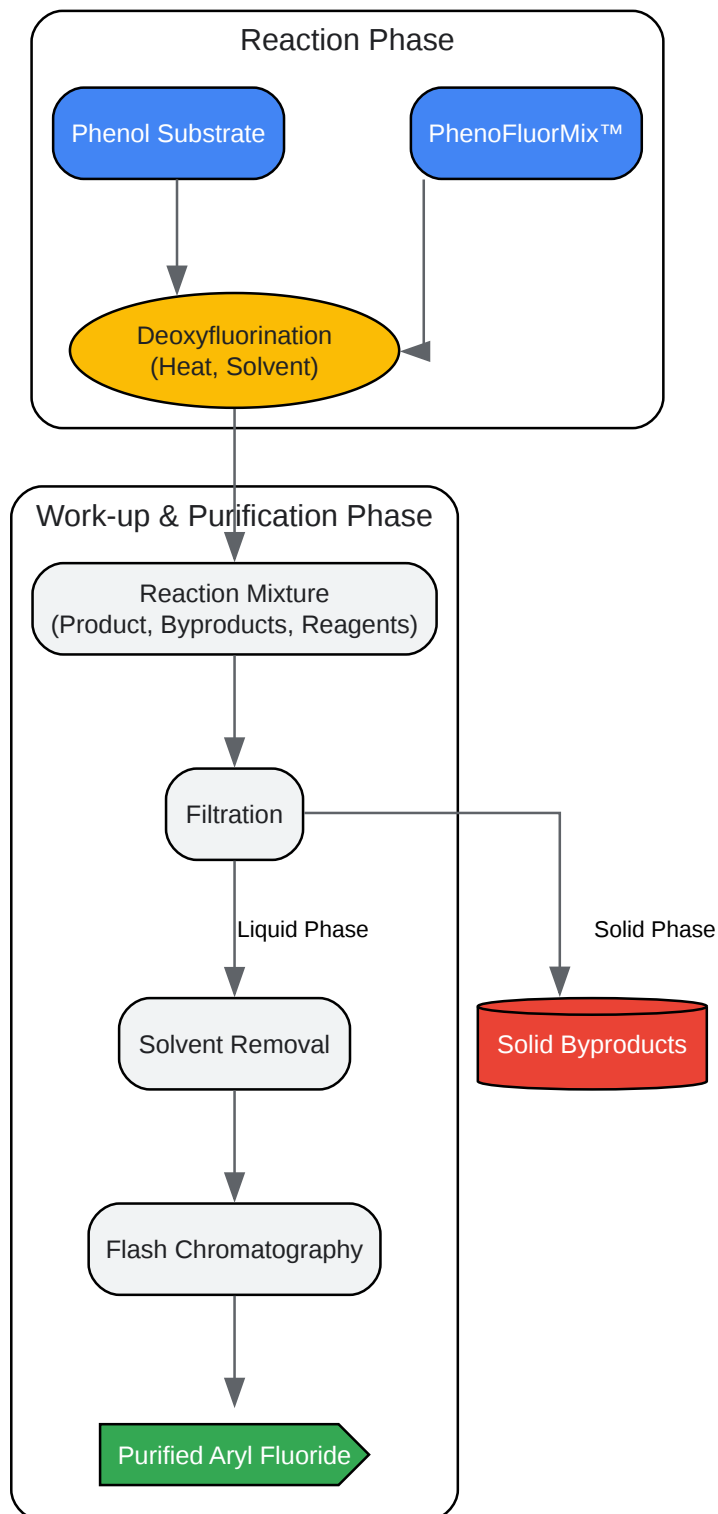 Reaction Phase
Phenol Substrate
PhenoFluorMix™
Deoxyfluorination
(Heat, Solvent)
Work-up & Purification Phase
Reaction Mixture
(Product, Byproducts, Reagents)
Filtration
Liquid Phase
Solid Phase
Solvent Removal
Solid Byproducts
Flash Chromatography
Purified Aryl Fluoride